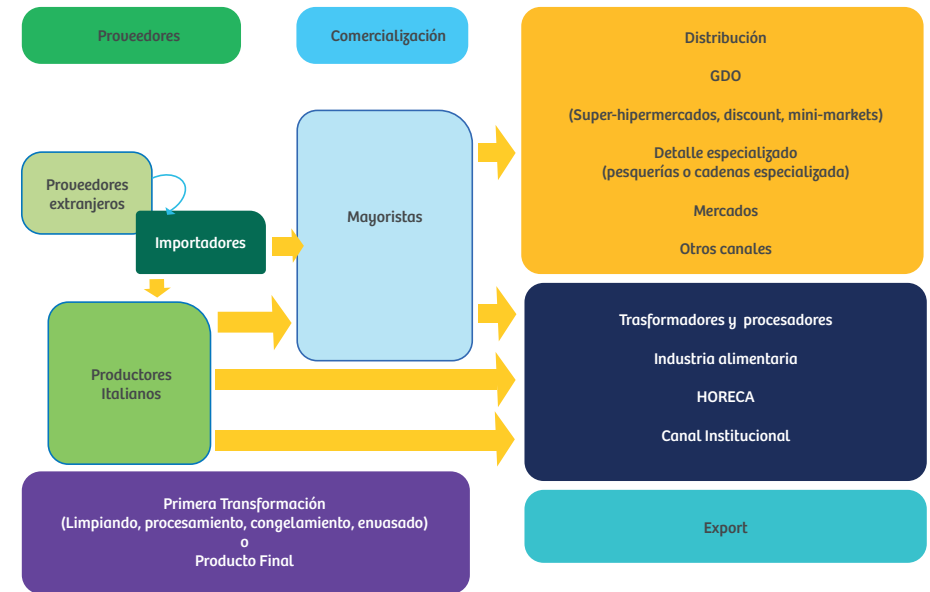 Proveedores
Comercialización
Distribución
GDO
(Super-hipermercados, discount, mini-markets)
Detalle especializado
(pesquerías o cadenas especializada)
Mercados
Otros canales
Proveedores
extranjeros
Importadores
Mayoristas
Productores
Italianos
Trasformadores y procesadores
Industria alimentaria
HORECA
Canal Institucional
Primera Transformación
(Limpiando, procesamiento, congelamiento, envasado)
o
Producto Final
Export